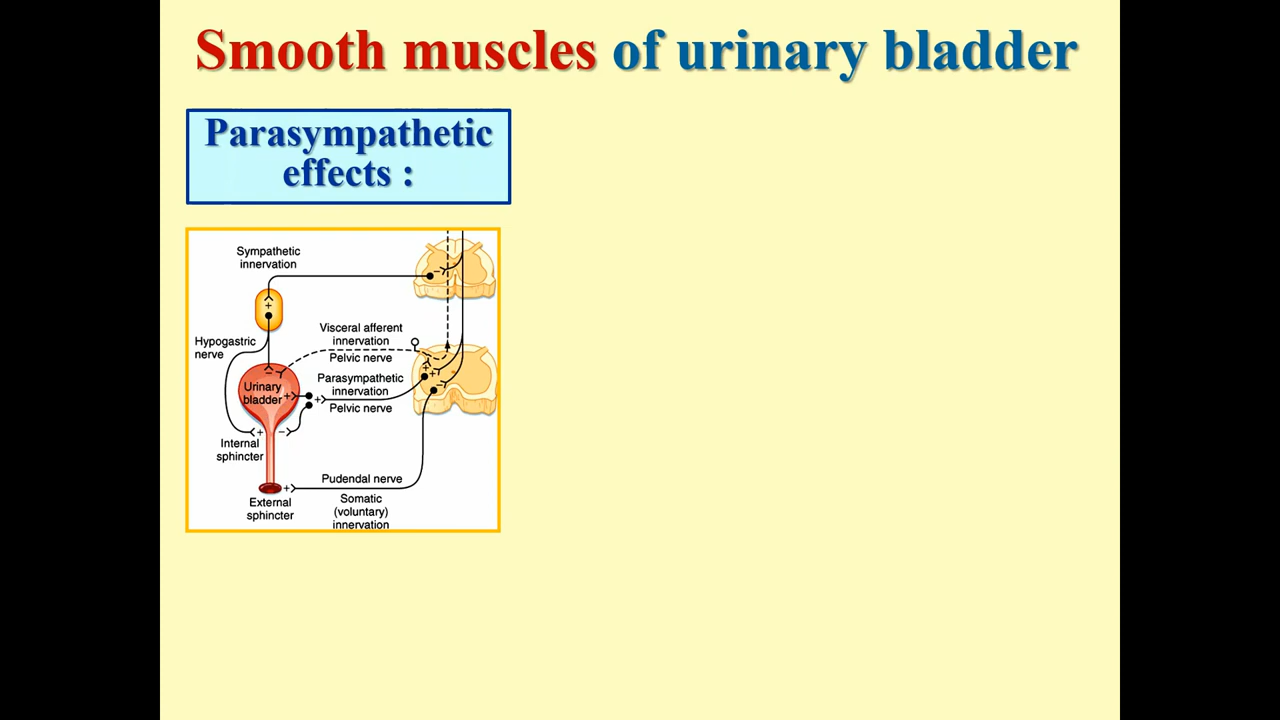 Smooth muscles of urinary bladder
Parasympathetic
effects :
Sympathetic
innervation
Hypogastric
nerve
Visceral afferent
innervation
Pelvic nerve
Urinary
bladder
Parasympathetic
innervation
Pelvic nerve
Internal
sphincter
Pudendal nerve
External
sphincter
Somatic
(voluntary)
innervation